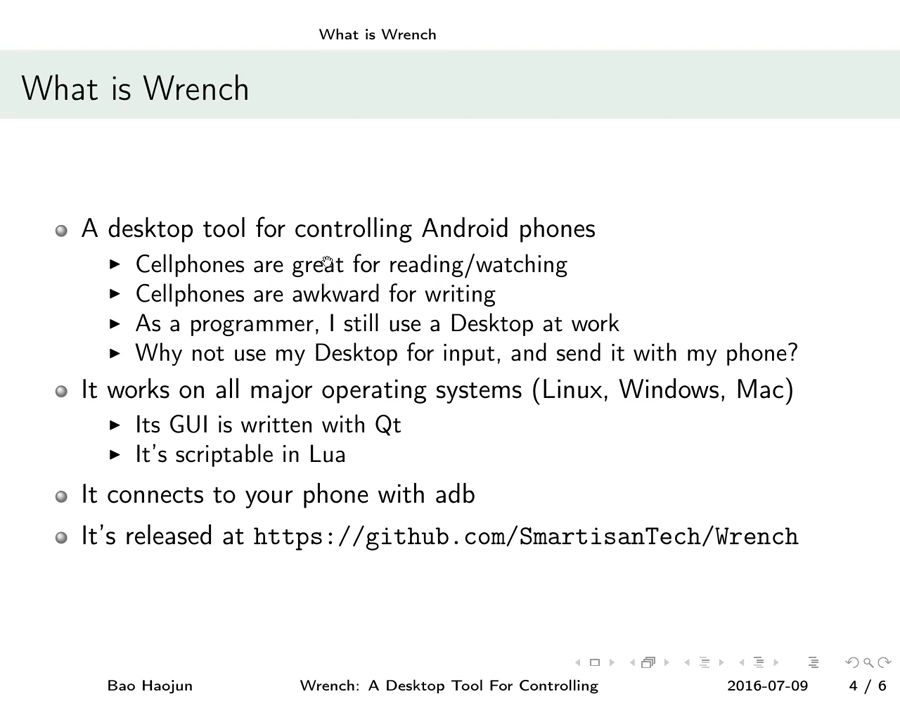 What is Wrench
What is Wrench
A desktop tool for controlling Android phones
Cellphones are great for reading/watching
Cellphones are awkward for writing
As a programmer, I still use a Desktop at work
Why not use my Desktop for input, and send it with my phone?
It works on all major operating systems (Linux, Windows, Mac)
Its GUI is written with Qt
It's scriptable in Lua
It connects to your phone with adb
It's released at https://github.com/SmartisanTech/Wrench
Bao Haojun Wrench: A Desktop Tool For Controlling 2016-07-09 4 / 6